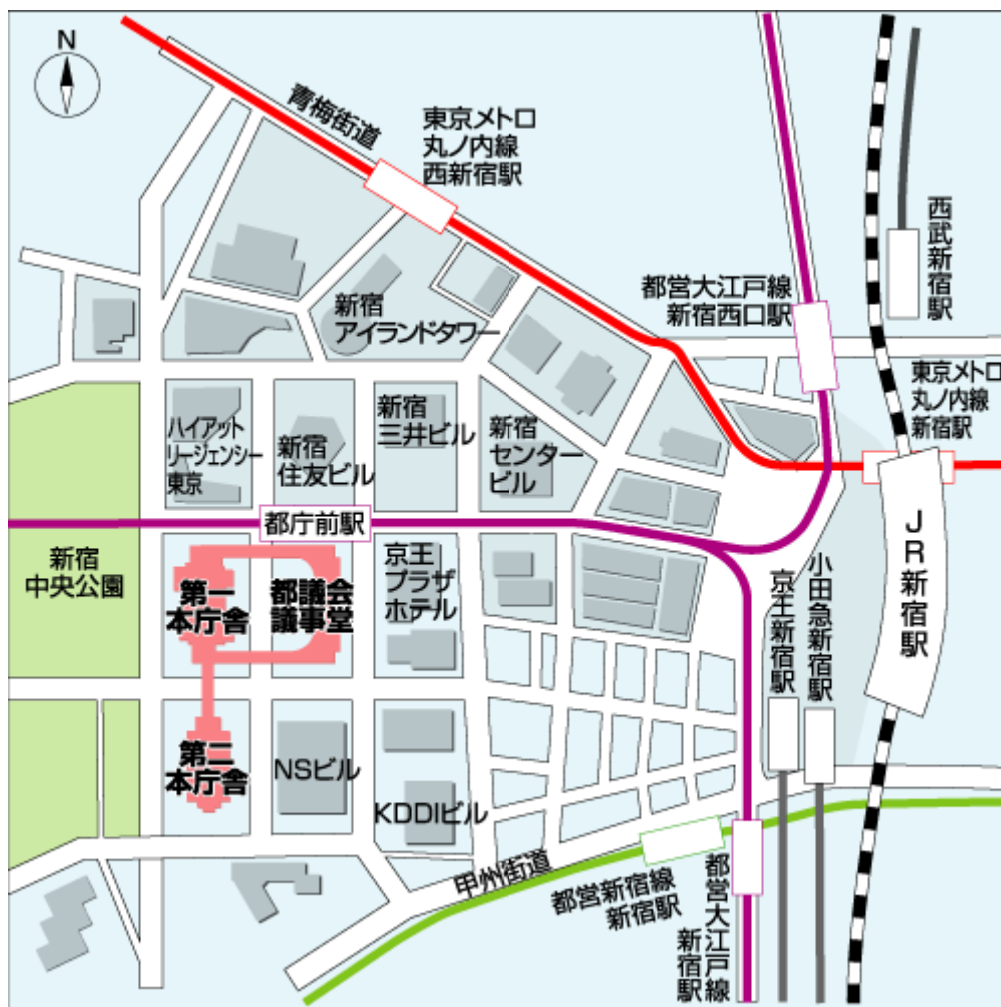 N
青梅街道
東京メトロ
丸ノ内線
西新宿駅
西武新宿駅
都営大江戸線
新宿西口駅
新宿
アイランドタワー
東京メトロ
丸ノ内線
新宿駅
ハイアット
リージェンシー
東京
新宿
住友ビル
新宿
三井ビル
新宿
センター
ビル
都庁前駅
JR新宿駅
新宿
中央公園
第一
本庁舎
都議会
議事堂
京王
プラザ
ホテル
京王新宿駅
小田急新宿駅
第二
本庁舎
NSビル
KDDIビル
甲州街道
都営新宿線
新宿駅
都営大江戸線
新宿駅